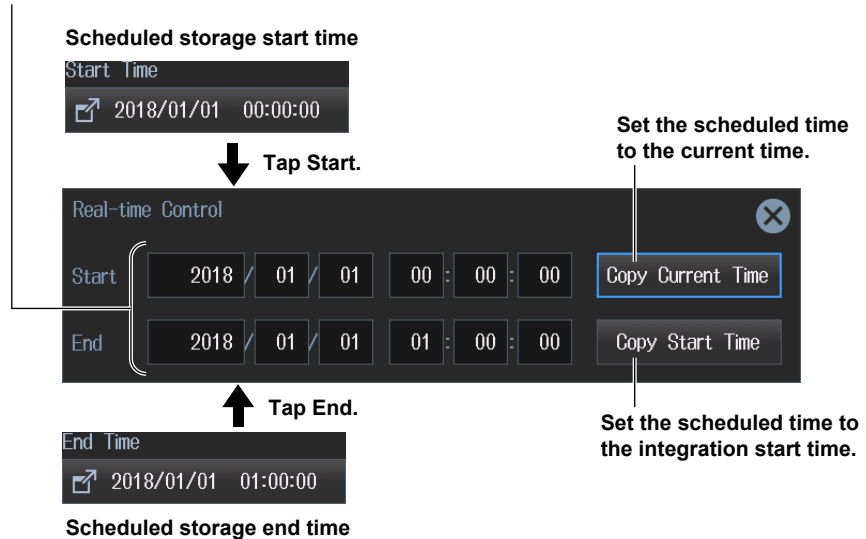 Scheduled storage start time
Start Time
2018/01/01 00:00:00
Tap Start.
Set the scheduled time
to the current time.
Real-time Control
Start 2018 / 01 / 01 00 : 00 : 00 Copy Current Time
End 2018 / 01 / 01 01 : 00 : 00 Copy Start Time
Tap End.
Set the scheduled time to
the integration start time.
End Time
2018/01/01 01:00:00
Scheduled storage end time